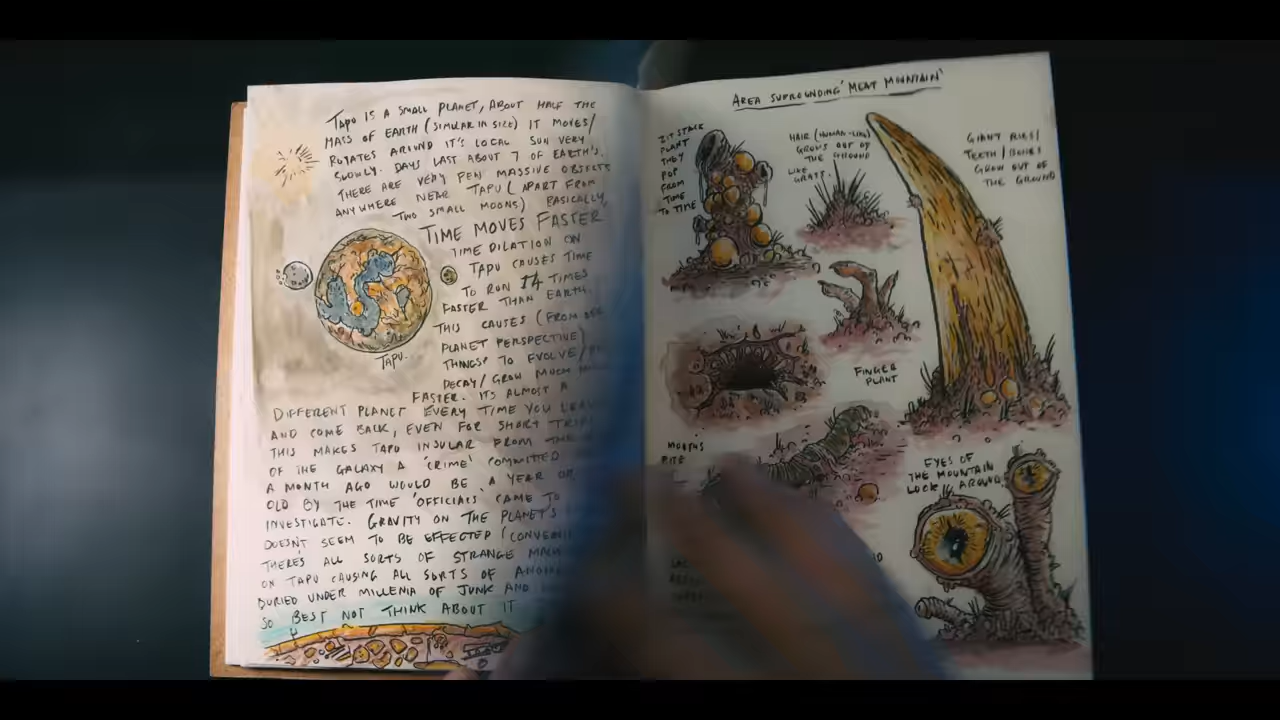 TAPU IS A SMALL PLANET, ABOUT HALF THE
MASS OF EARTH (SIMILAR IN SIZE) IT MOVES/
ROTATES AROUND IT'S LOCAL SUN VERY
SLOWLY. DAYS LAST ABOUT 7 OF EARTH'S.
THERE ARE VERY FEW MASSIVE OBJECTS
ANYWHERE NEAR TAPU (APART FROM
TWO SMALL MOONS) BASICALLY,
TIME MOVES FASTER
TIME DILATION ON
TAPU CAUSES TIME
TO RUN 14 TIMES
FASTER THAN EARTH.
THIS CAUSES (FROM
PLANET PERSPECTIVE)
THINGS TO EVOLVE/
DECAY/ GROW MUCH
FASTER. ITS ALMOST A
TAPU.
DIFFERENT PLANET EVERY TIME YOU
AND COME BACK, EVEN FOR SHORT
THIS MAKES TAPU INSULAR FROM
OF THE GALAXY A 'CRIME' COMMITTED
A MONTH AGO WOULD BE A YEAR OR
OLD BY THE TIME 'OFFICIALS' CAME TO
INVESTIGATE. GRAVITY ON THE PLANET'S
DOESN'T SEEM TO BE EFFECTED
THERE'S ALL SORTS OF STRANGE
ON TAPU CAUSING ALL SORTS OF
BURIED UNDER MILLENIA OF JUNK AND
SO BEST NOT THINK ABOUT IT
AREA SURROUNDING 'MEAT MOUNTAIN'
ZIT STACK
PLANT
THEY
POP
FROM
TIME
TO TIME
HAIR (HUMAN-LIKE)
GROWS OUT OF
THE GROUND
LIKE
GRASS.
GIANT RIBS/
TEETH/BONES
GROW OUT OF
THE GROUND
FINGER
PLANT
EYES OF
THE MOUNTAIN
LOOK AROUND